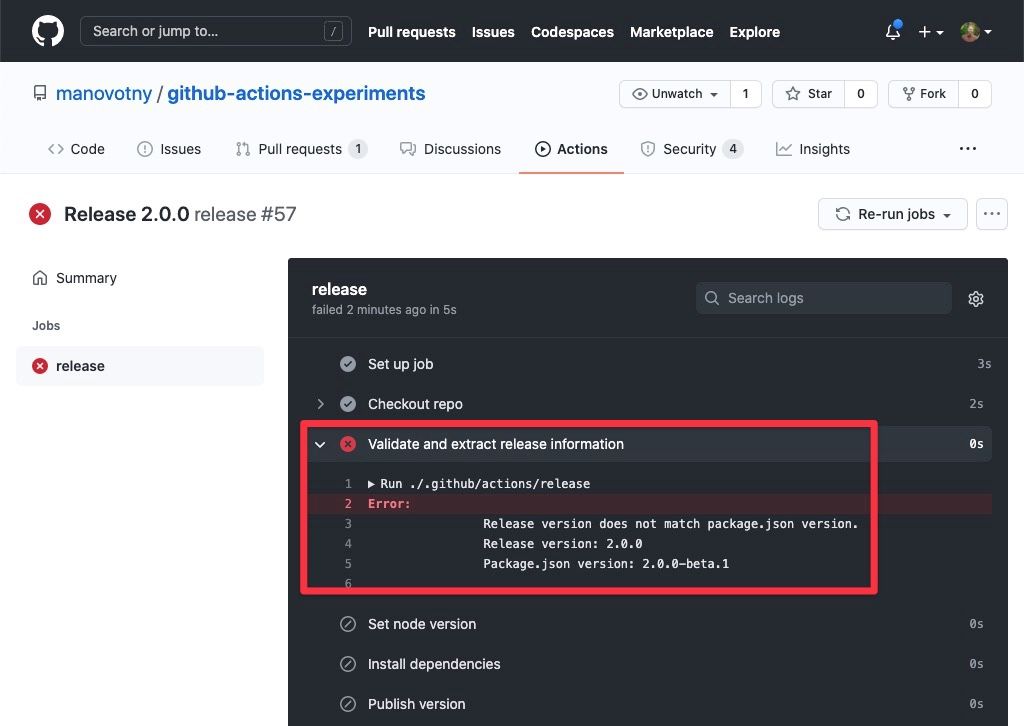 Search or jump to... / Pull requests Issues Codespaces Marketplace Explore
manovotny / github-actions-experiments Unwatch 1 Star 0 Fork 0
Code Issues Pull requests 1 Discussions Actions Security 4 Insights ...
Release 2.0.0 release #57 Re-run jobs ...
Summary
Jobs
release
release
failed 2 minutes ago in 5s
Search logs
Set up job 3s
Checkout repo 2s
Validate and extract release information 0s
1 Run ./.github/actions/release
2 Error:
3 Release version does not match package.json version.
4 Release version: 2.0.0
5 Package.json version: 2.0.0-beta.1
6
Set node version 0s
Install dependencies 0s
Publish version 0s